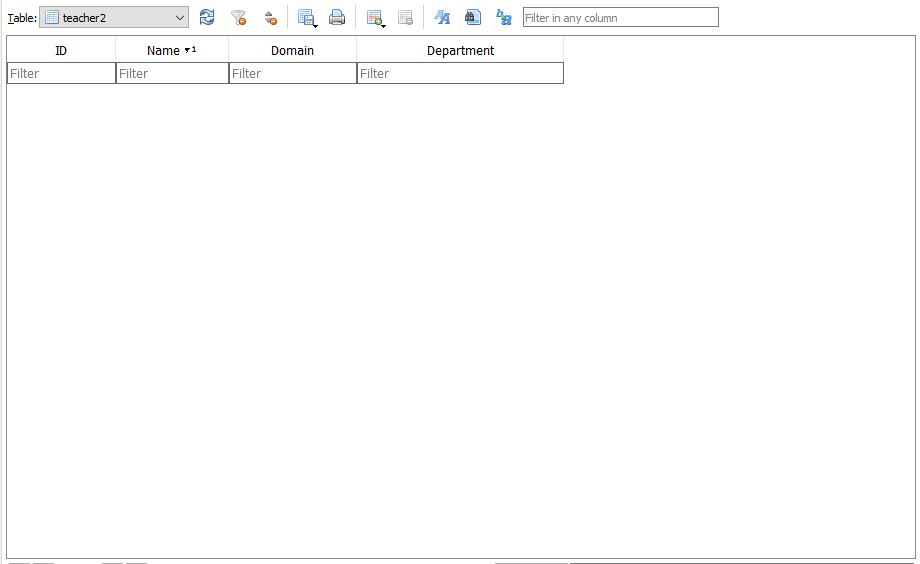 Table: teacher2 Filter in any column
ID Name 1 Domain Department
Filter Filter Filter Filter